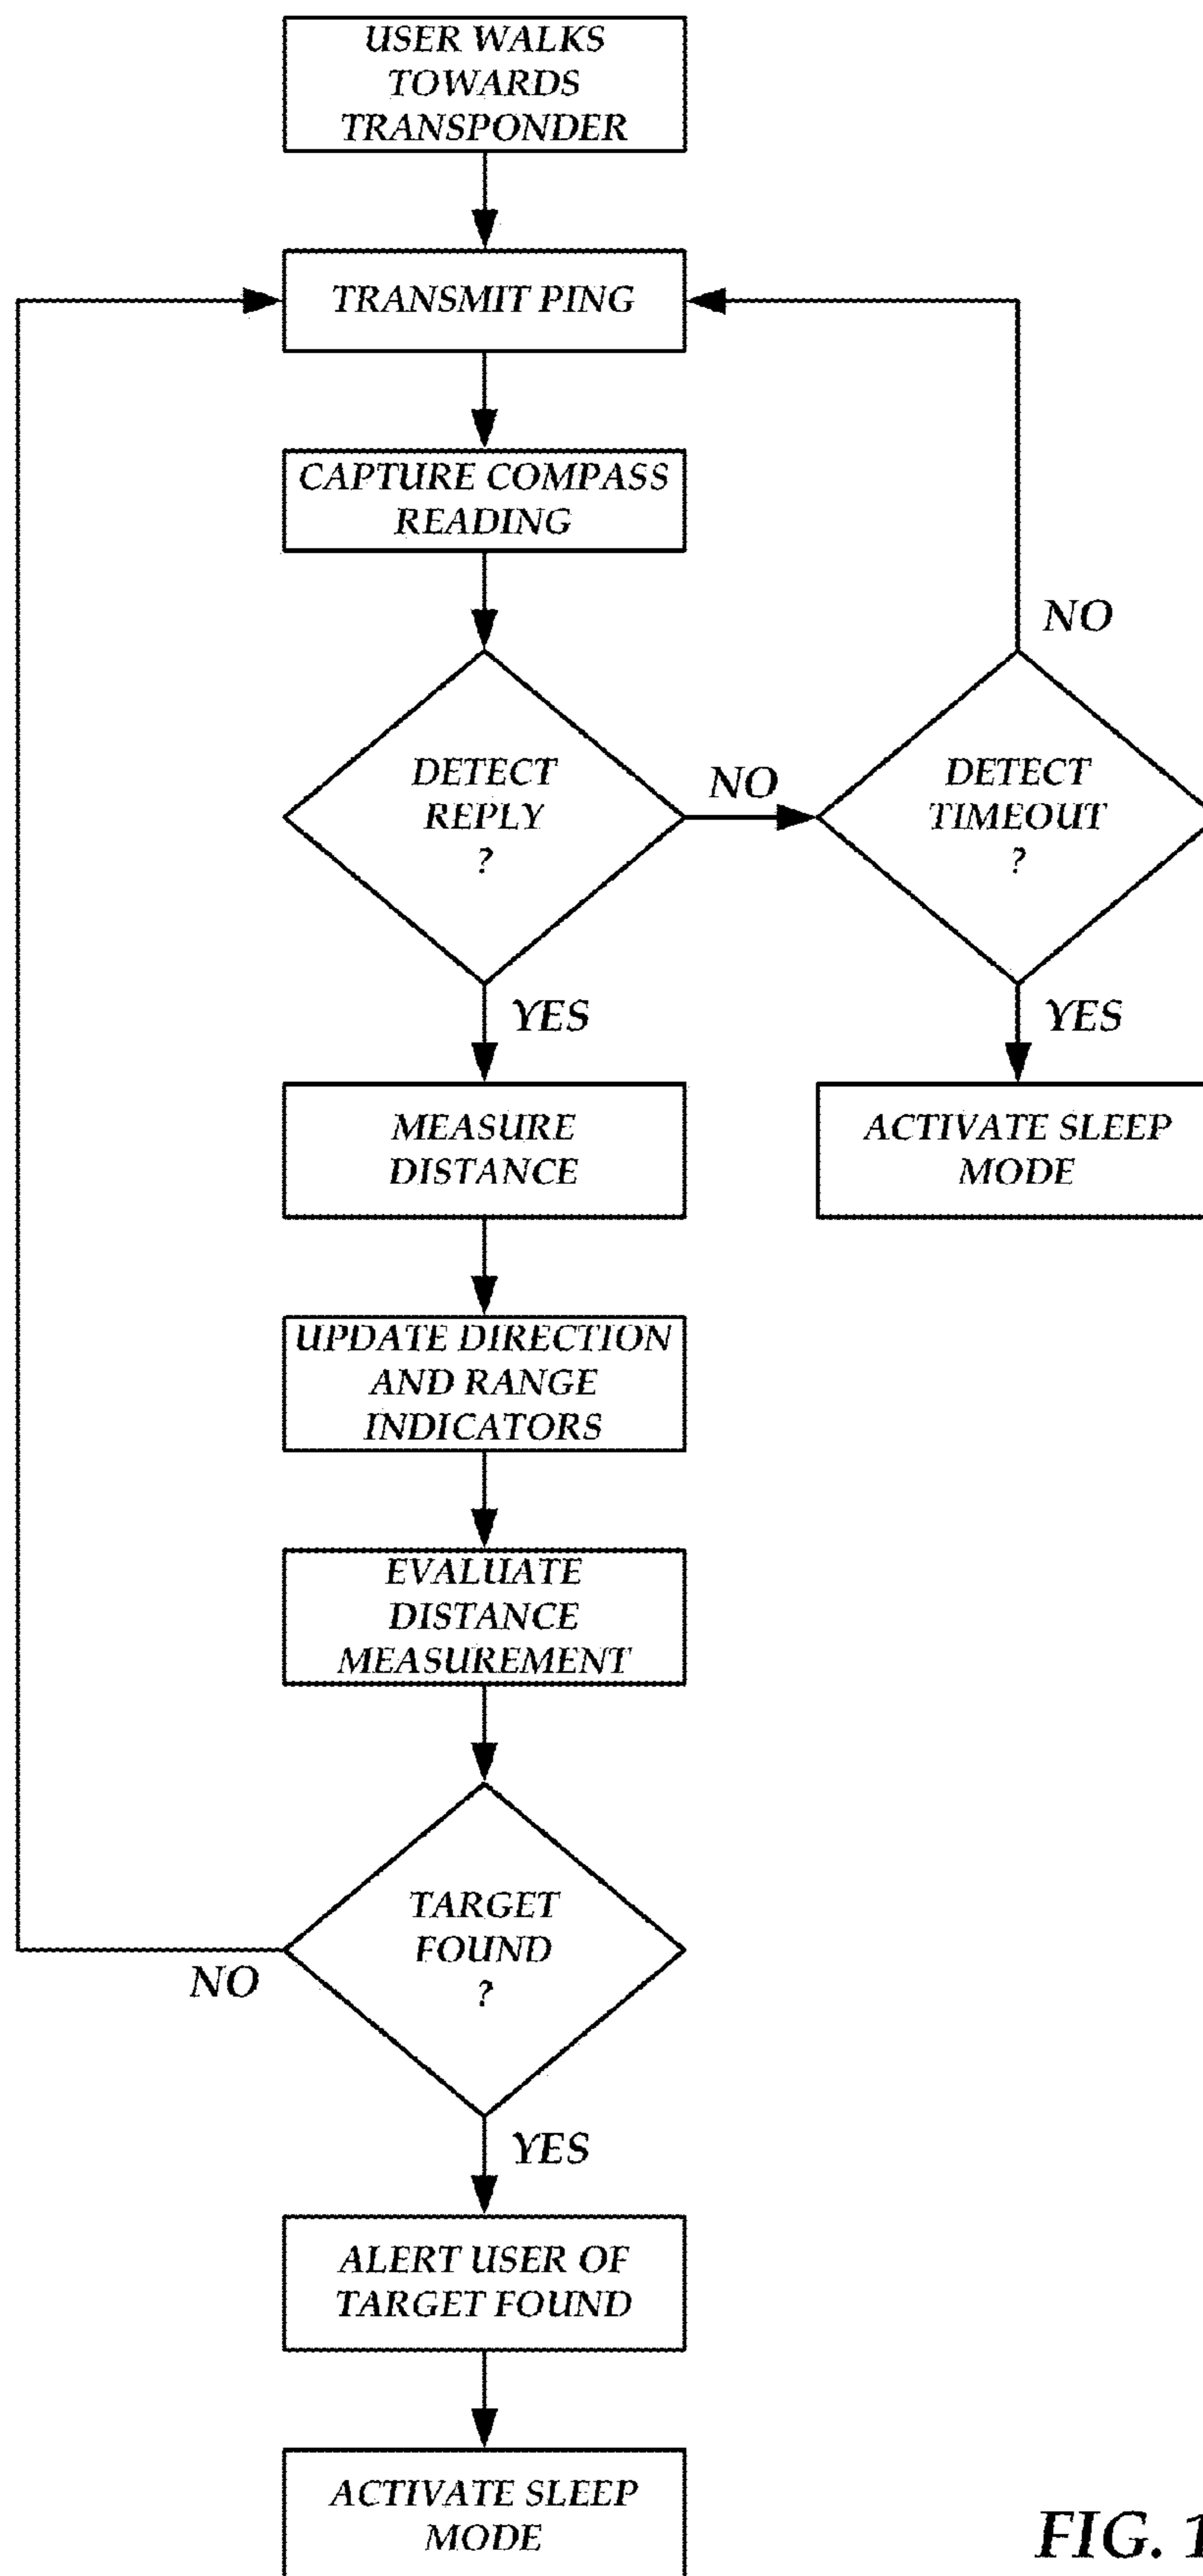 USER WALKS
TOWARDS
TRANSPONDER
TRANSMIT PING
CAPTURE COMPASS
READING
NO
DETECT
REPLY
?
NO
DETECT
TIMEOUT
?
YES
YES
MEASURE
DISTANCE
ACTIVATE SLEEP
MODE
UPDATE DIRECTION
AND RANGE
INDICATORS
EVALUATE
DISTANCE
MEASUREMENT
TARGET
FOUND
?
NO
YES
ALERT USER OF
TARGET FOUND
ACTIVATE SLEEP
MODE
FIG.